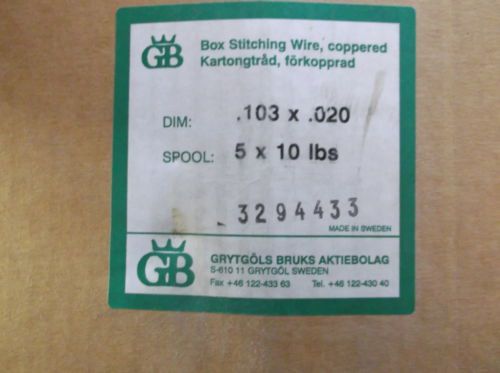 GB Box Stitching Wire, coppered
Kartongtråd, förkopprad
DIM: .103 x .020
SPOOL: 5 x 10 lbs
3294433
MADE IN SWEDEN
GB GRYTGÖLS BRUKS AKTIEBOLAG
S-610 11 GRYTGÖL SWEDEN
Fax +46 122-433 63 Tel. +46 122-430 40